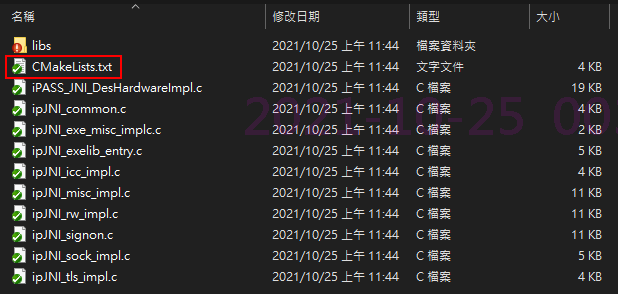 名稱 修改日期 類型 大小
libs 2021/10/25 上午 11:44 檔案資料夾
CMakeLists.txt 2021/10/25 上午 11:44 文字文件 4 KB
iPASS_JNI_DesHardwareImpl.c 2021/10/25 上午 11:44 C 檔案 19 KB
ipJNI_common.c 2021/10/25 上午 11:44 C 檔案 4 KB
ipJNI_exe_misc_implc.c 2021/10/25 上午 11:44 C 檔案 2 KB
ipJNI_exelib_entry.c 2021/10/25 上午 11:44 C 檔案 5 KB
ipJNI_icc_impl.c 2021/10/25 上午 11:44 C 檔案 4 KB
ipJNI_misc_impl.c 2021/10/25 上午 11:44 C 檔案 11 KB
ipJNI_rw_impl.c 2021/10/25 上午 11:44 C 檔案 11 KB
ipJNI_signon.c 2021/10/25 上午 11:44 C 檔案 11 KB
ipJNI_sock_impl.c 2021/10/25 上午 11:44 C 檔案 5 KB
ipJNI_tls_impl.c 2021/10/25 上午 11:44 C 檔案 4 KB
2021-10-25 00